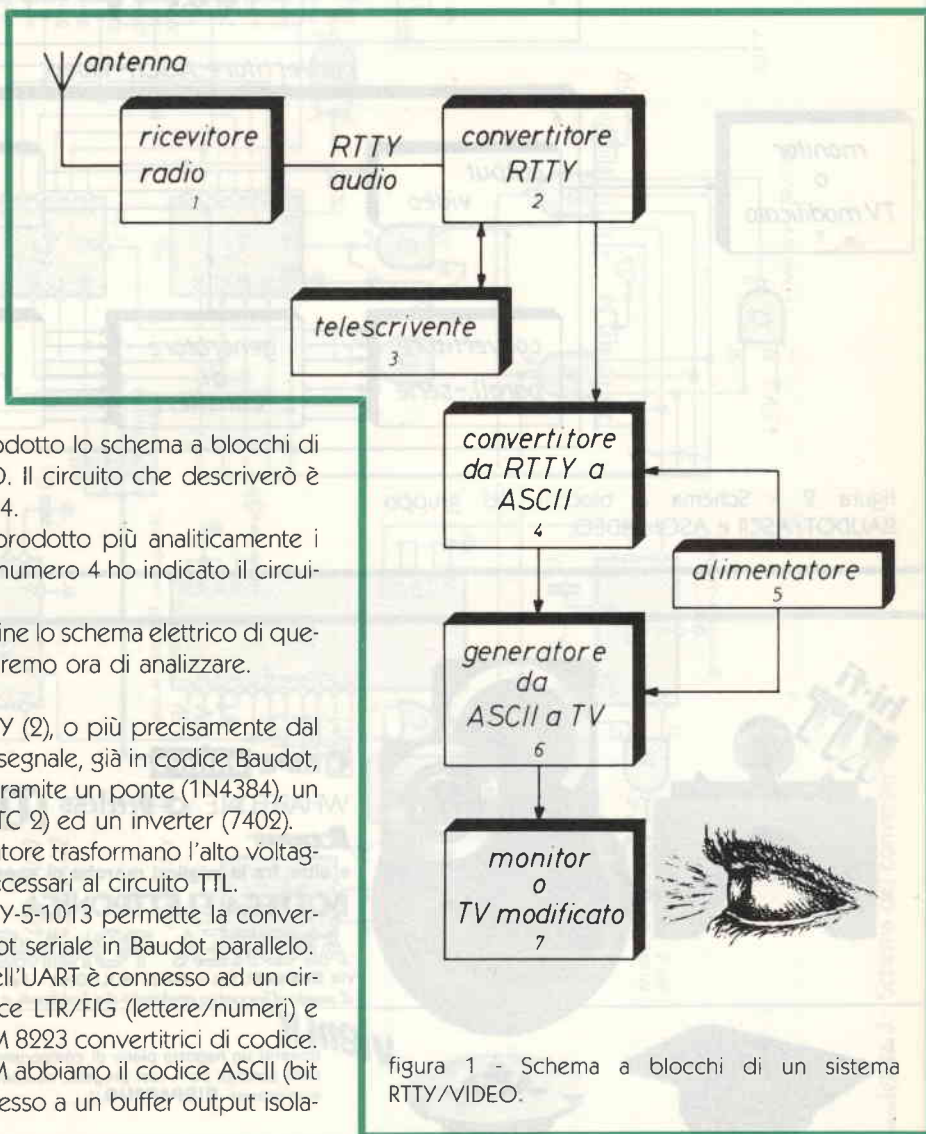 antenna
ricevitore
radio
1
RTTY
audio
convertitore
RTTY
2
telescrivente
3
convertitore
da RTTY a
ASCII
4
alimentatore
5
generatore
da
ASCII a TV
6
monitor
o
TV modificato
7
figura 1 - Schema a blocchi di un sistema
RTTY/VIDEO.
odotto lo schema a blocchi di
O. Il circuito che descriverò è
4.
prodotto più analiticamente i
numero 4 ho indicato il circui-
ine lo schema elettrico di que-
remo ora di analizzare.
Y (2), o più precisamente dal
segnale, già in codice Baudot,
tramite un ponte (1N4384), un
TC 2) ed un inverter (7402).
atore trasformano l'alto voltag-
ecessari al circuito TTL.
Y-5-1013 permette la conver-
ot seriale in Baudot parallelo.
ell'UART è connesso ad un cir-
ce LTR/FIG (lettere/numeri) e
M 8223 convertitrici di codice.
M abbiamo il codice ASCII (bit
esso a un buffer output isola-